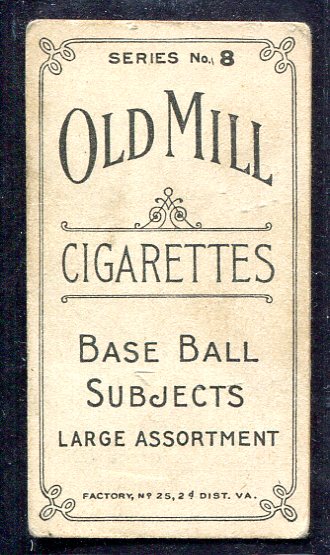 SERIES No. 8
OLD MILL
CIGARETTES
BASE BALL
SUBJECTS
LARGE ASSORTMENT
FACTORY, Nº 25, 2d DIST. VA.